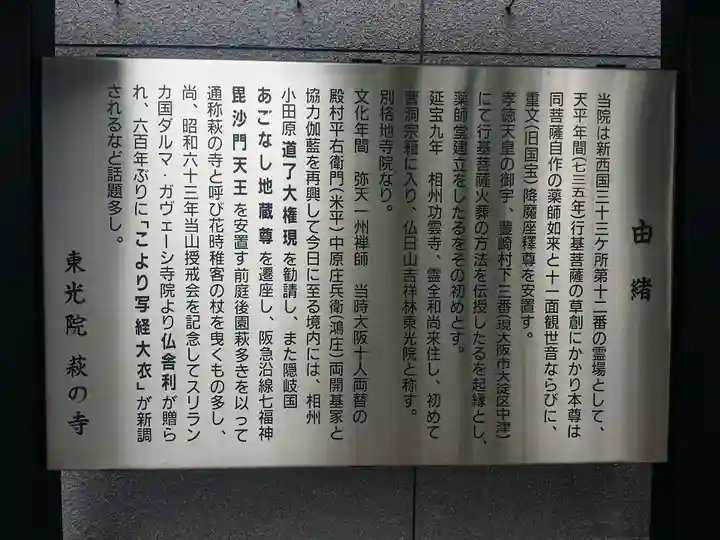 由緒
当院は新西国三十三ケ所第十二番の霊場として、
天平年間(七三五年)行基菩薩の草創にかかり本尊は
同菩薩自作の薬師如来と十一面観世音ならびに、
重文(旧国宝)降魔座釋尊を安置す。
孝徳天皇の御宇、豊崎村下三番(現大阪市大淀区中津)
にて行基菩薩火葬の方法を伝授したるを起縁とし、
薬師堂建立をしたるをその初めとす。
延宝九年 相州功雲寺、霊全和尚来住し、初めて
曹洞宗籍に入り、仏日山吉祥林東光院と称す。
別格地寺院なり。
文化年間 弥天一州禅師 当時大阪十人両替の
殿村平右衛門(米平)中原庄兵衛(鴻庄)両開基家と
協力伽藍を再興して今日に至る境内には、相州
小田原道了大権現を勧請し、また隠岐国
あごなし地蔵尊を遷座し、阪急沿線七福神
毘沙門天王を安置す前庭後園萩多きを以って
通称萩の寺と呼び花時稚客の杖を曳くもの多し、
尚、昭和六十三年当山授戒会を記念してスリラン
カ国ダルマ・ガヴェーシ寺院より仏舎利が贈ら
れ、六百年ぶりに「こより写経大衣」が新調
されるなど話題多し。
東光院 萩の寺